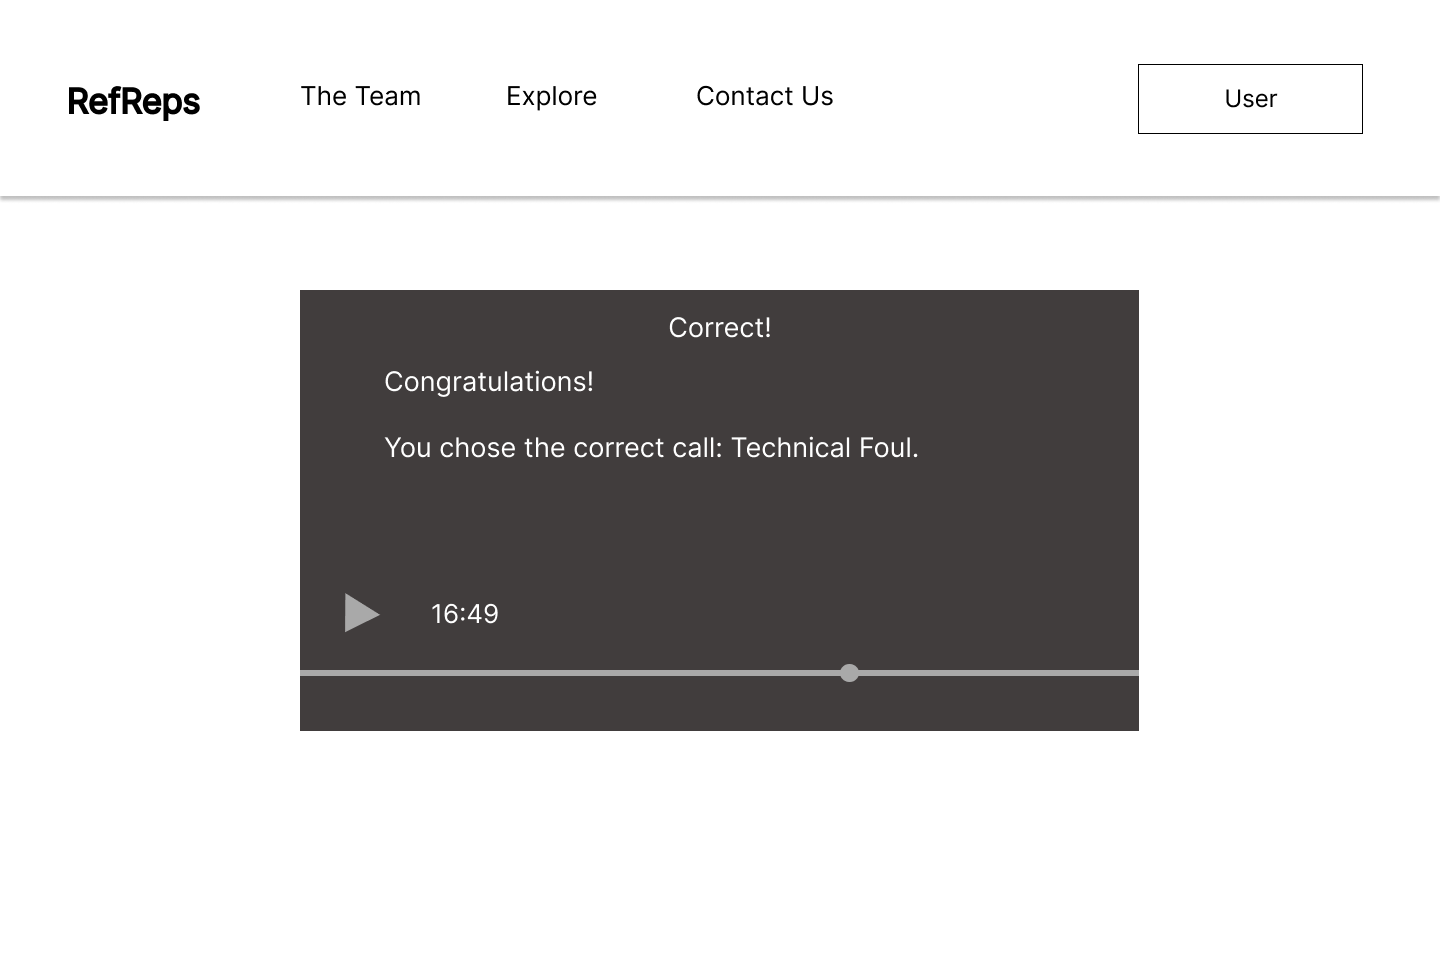 RefReps
The Team
Explore
Contact Us
User
Correct!
Congratulations!
You chose the correct call: Technical Foul.
16:49